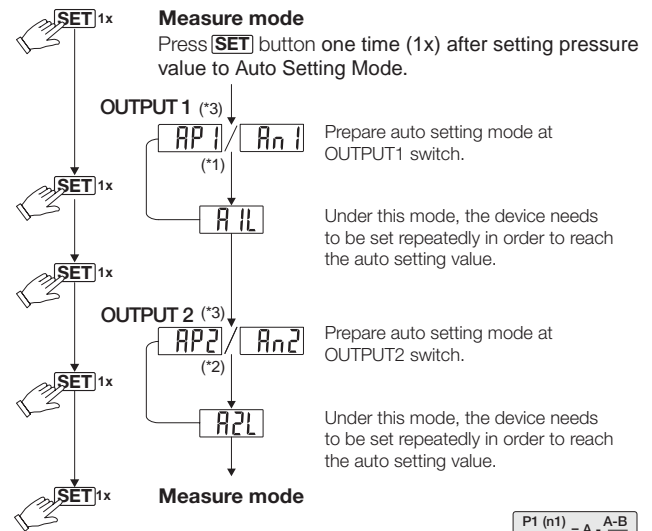 SET 1x
Measure mode
Press SET button one time (1x) after setting pressure
value to Auto Setting Mode.
OUTPUT 1 (*3)
AP1 / An1
(*1)
Prepare auto setting mode at
OUTPUT1 switch.
SET 1x
A1L
Under this mode, the device needs
to be set repeatedly in order to reach
the auto setting value.
SET 1x
OUTPUT 2 (*3)
AP2 / An2
(*2)
Prepare auto setting mode at
OUTPUT2 switch.
SET 1x
A2L
Under this mode, the device needs
to be set repeatedly in order to reach
the auto setting value.
SET 1x
Measure mode
P1 (n1) = A - A-B